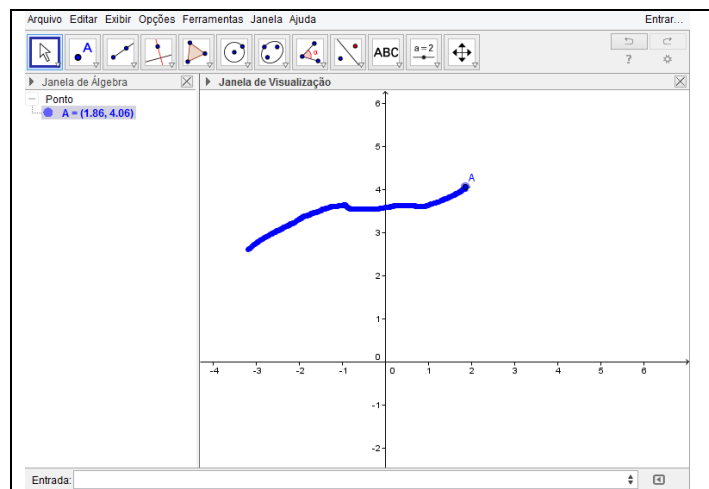 Arquivo Editar Exibir Opções Ferramentas Janela Ajuda Entrar...
A ABC a=2 ?
Janela de Álgebra Janela de Visualização
Ponto
A = (1.86, 4.06)
A
6
5
4
3
2
1
0
-4 -3 -2 -1 0 1 2 3 4 5 6
-1
-2
Entrada: